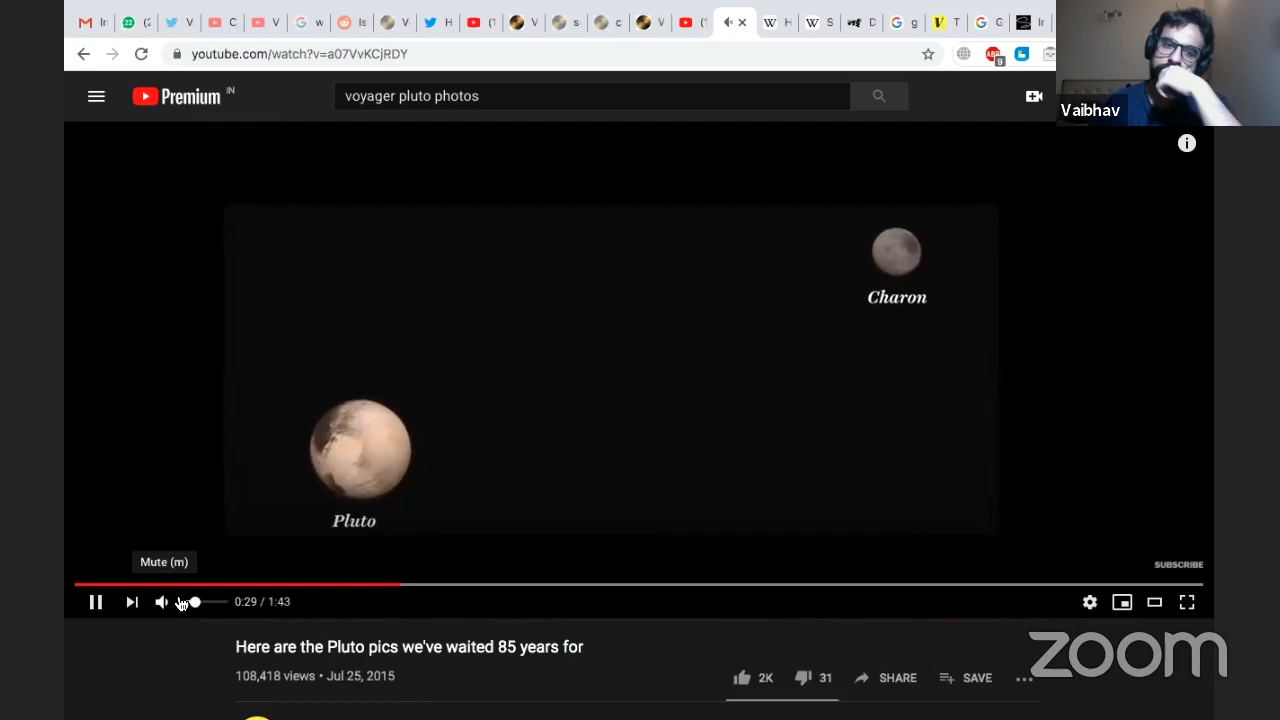 youtube.com/watch?v=a07VvKCjRDY
Vaibhav
Premium IN
voyager pluto photos
Charon
Pluto
Mute (m)
SUBSCRIBE
0:29 / 1:43
Here are the Pluto pics we've waited 85 years for
108,418 views • Jul 25, 2015
2K
31
SHARE
SAVE
zoom